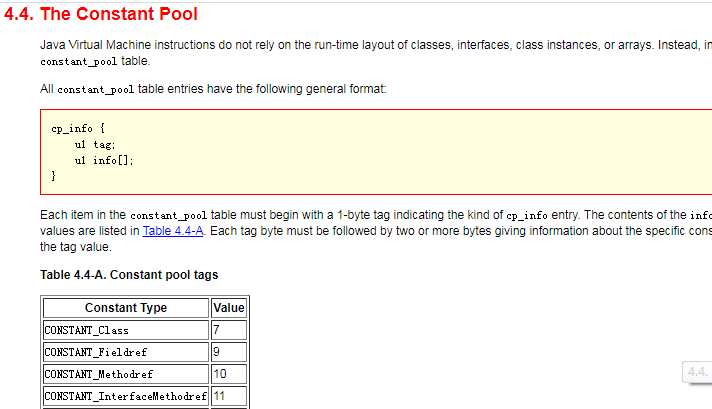 4.4. The Constant Pool
Java Virtual Machine instructions do not rely on the run-time layout of classes, interfaces, class instances, or arrays. Instead, in
constant_pool table.
All constant_pool table entries have the following general format:
cp_info {
u1 tag;
u1 info[];
}
Each item in the constant_pool table must begin with a 1-byte tag indicating the kind of cp_info entry. The contents of the info
values are listed in Table 4.4-A. Each tag byte must be followed by two or more bytes giving information about the specific cons
the tag value.
Table 4.4-A. Constant pool tags
Constant Type Value
CONSTANT_Class 7
CONSTANT_Fieldref 9
CONSTANT_Methodref 10
4.4.
CONSTANT_InterfaceMethodref 11